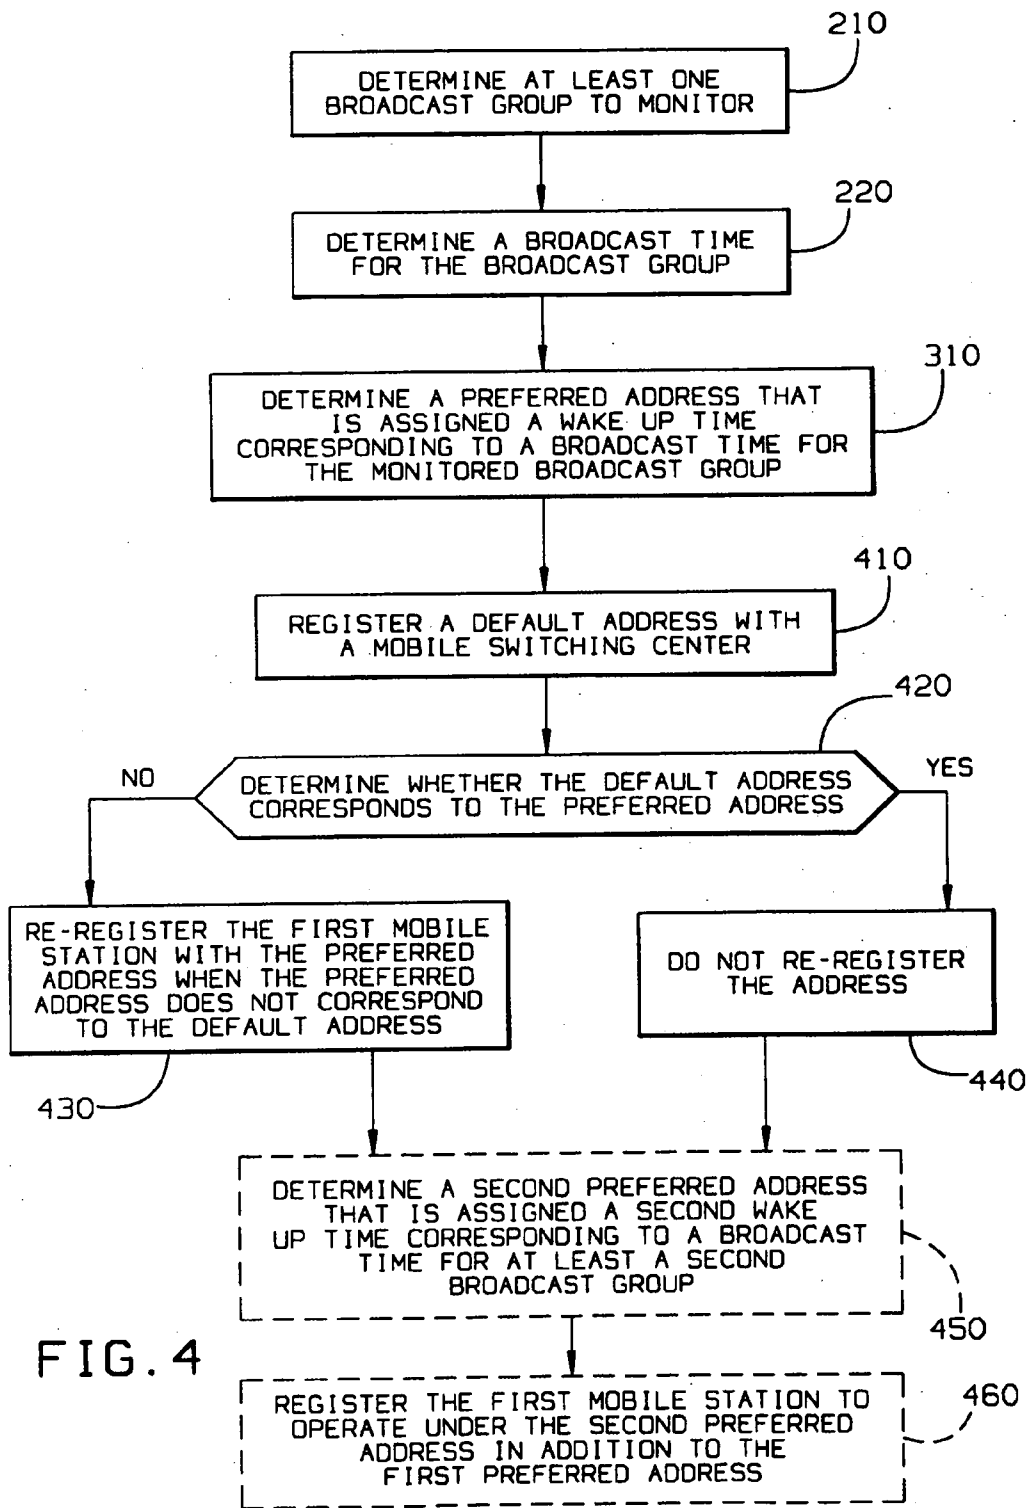 210
DETERMINE AT LEAST ONE
BROADCAST GROUP TO MONITOR
220
DETERMINE A BROADCAST TIME
FOR THE BROADCAST GROUP
310
DETERMINE A PREFERRED ADDRESS THAT
IS ASSIGNED A WAKE UP TIME
CORRESPONDING TO A BROADCAST TIME FOR
THE MONITORED BROADCAST GROUP
410
REGISTER A DEFAULT ADDRESS WITH
A MOBILE SWITCHING CENTER
420
NO
DETERMINE WHETHER THE DEFAULT ADDRESS
CORRESPONDS TO THE PREFERRED ADDRESS
YES
RE-REGISTER THE FIRST MOBILE
STATION WITH THE PREFERRED
ADDRESS WHEN THE PREFERRED
ADDRESS DOES NOT CORRESPOND
TO THE DEFAULT ADDRESS
430
DO NOT RE-REGISTER
THE ADDRESS
440
DETERMINE A SECOND PREFERRED ADDRESS
THAT IS ASSIGNED A SECOND WAKE
UP TIME CORRESPONDING TO A BROADCAST
TIME FOR AT LEAST A SECOND
BROADCAST GROUP
450
FIG. 4
REGISTER THE FIRST MOBILE STATION TO
OPERATE UNDER THE SECOND PREFERRED
ADDRESS IN ADDITION TO THE
FIRST PREFERRED ADDRESS
460